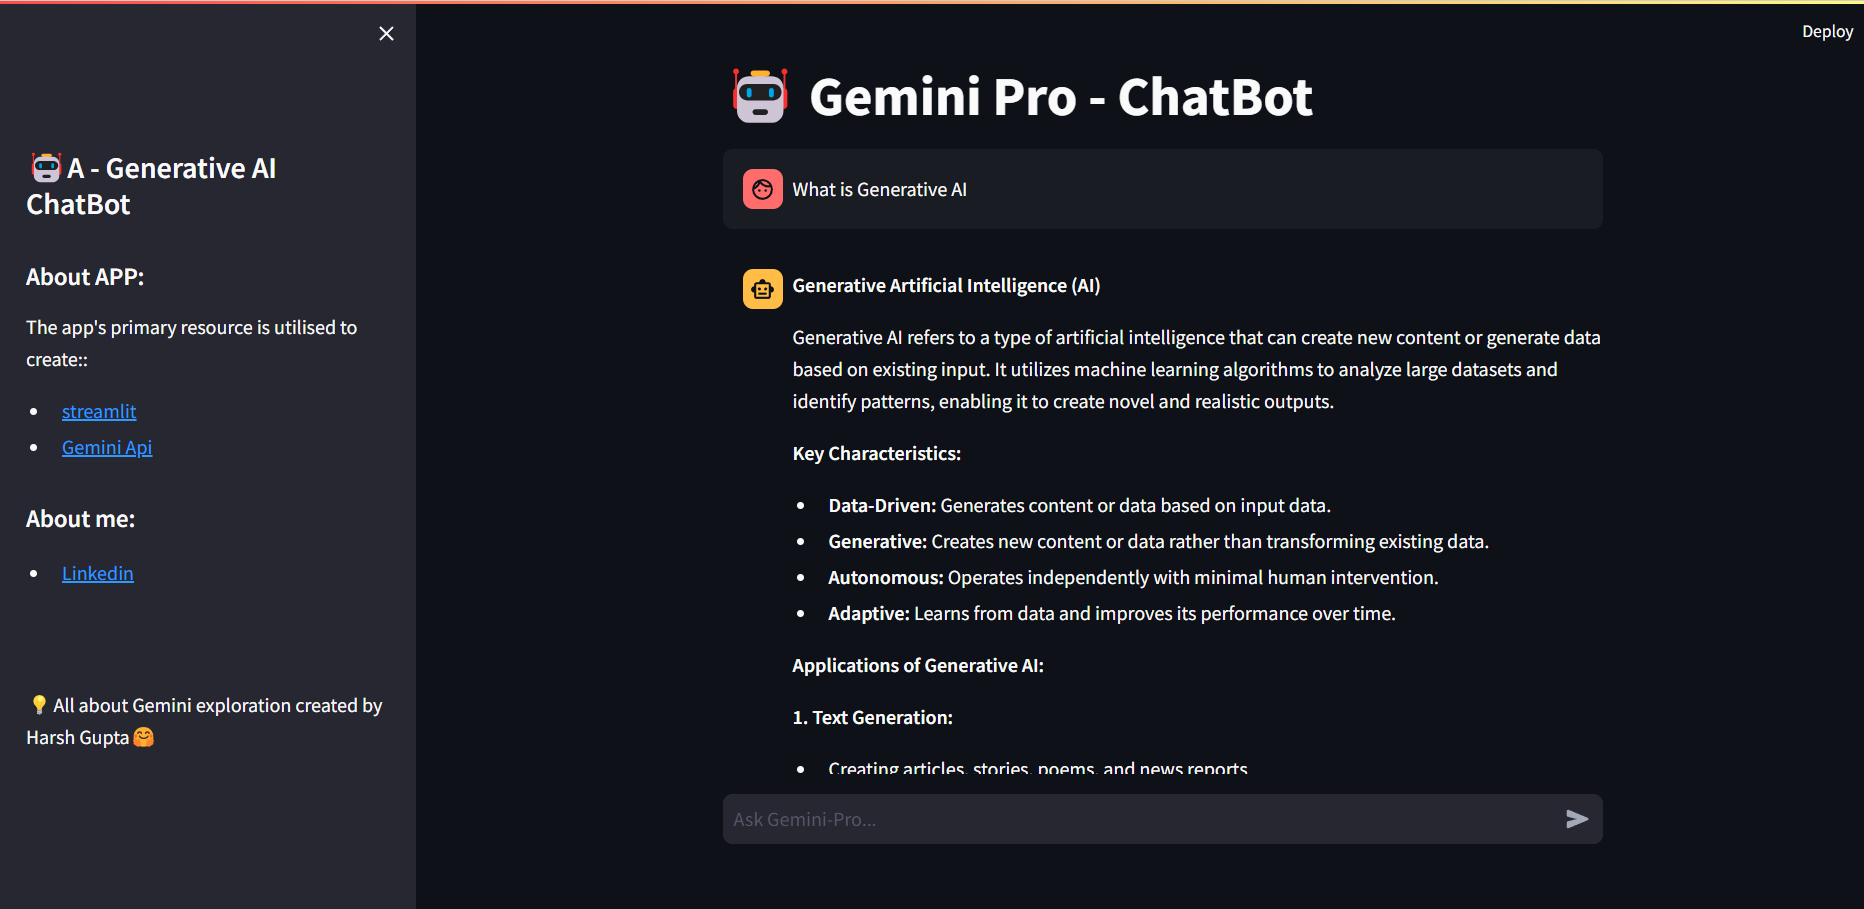 Deploy
A - Generative AI
ChatBot
About APP:
The app's primary resource is utilised to
create::
streamlit
Gemini Api
About me:
Linkedin
💡 All about Gemini exploration created by
Harsh Gupta 🤗
Gemini Pro - ChatBot
What is Generative AI
Generative Artificial Intelligence (AI)
Generative AI refers to a type of artificial intelligence that can create new content or generate data
based on existing input. It utilizes machine learning algorithms to analyze large datasets and
identify patterns, enabling it to create novel and realistic outputs.
Key Characteristics:
Data-Driven: Generates content or data based on input data.
Generative: Creates new content or data rather than transforming existing data.
Autonomous: Operates independently with minimal human intervention.
Adaptive: Learns from data and improves its performance over time.
Applications of Generative AI:
1. Text Generation:
Creating articles, stories, poems, and news reports
Ask Gemini-Pro...